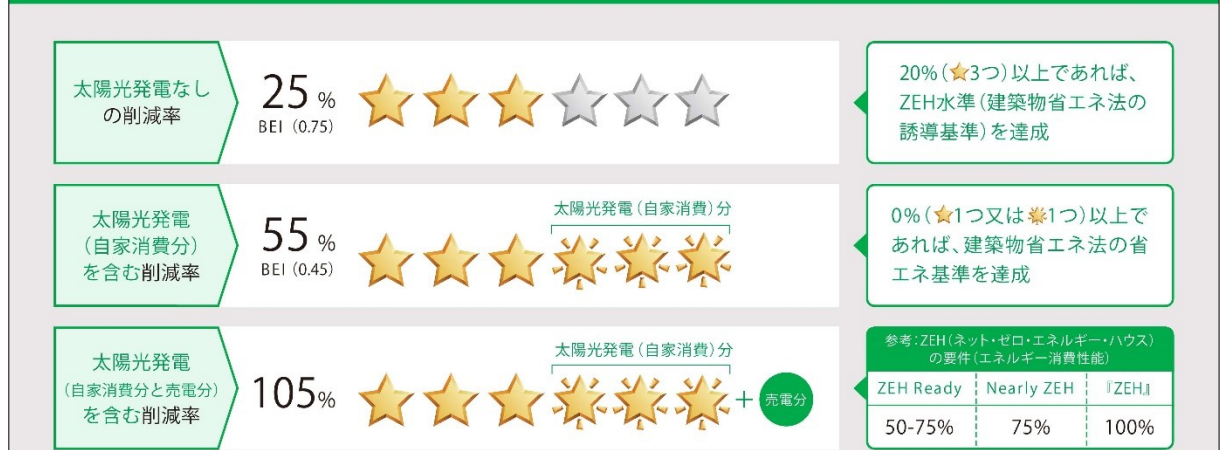 太陽光発電なし
の削減率
25 %
BEI (0.75)
20%(3つ)以上であれば、
ZEH水準(建築物省エネ法の
誘導基準)を達成
太陽光発電
(自家消費分)
を含む削減率
55 %
BEI (0.45)
太陽光発電(自家消費)分
0%(1つ又は1つ)以上で
あれば、建築物省エネ法の省
エネ基準を達成
太陽光発電
(自家消費分と売電分)
を含む削減率
105%
太陽光発電(自家消費)分
+ 売電分
参考:ZEH(ネット・ゼロ・エネルギー・ハウス)
の要件(エネルギー消費性能)
ZEH Ready Nearly ZEH 『ZEH』
50-75% 75% 100%